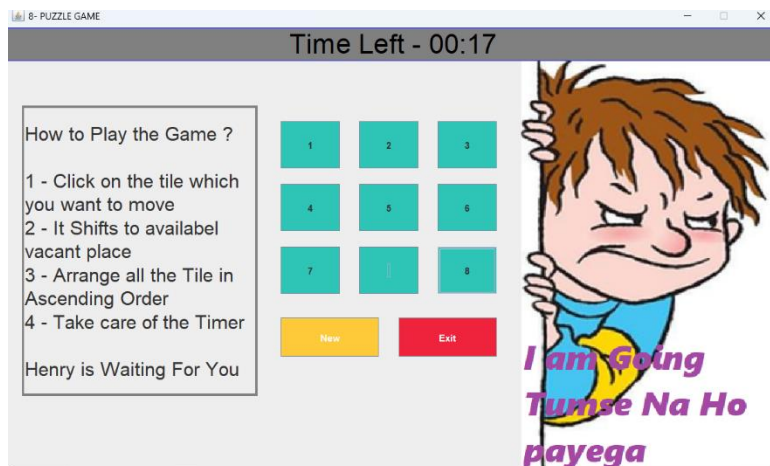 8- PUZZLE GAME
Time Left - 00:17
How to Play the Game ?
1 - Click on the tile which
you want to move
2 - It Shifts to availabel
vacant place
3 - Arrange all the Tile in
Ascending Order
4 - Take care of the Timer
Henry is Waiting For You
1 2 3
4 5 6
7 8
New Exit
I am Going
Tumse Na Ho
payega